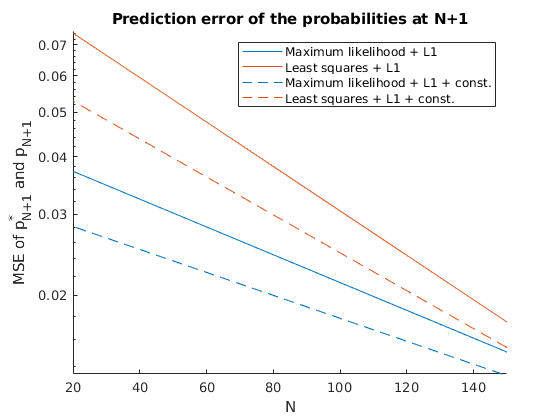 Prediction error of the probabilities at N+1
Maximum likelihood + L1
Least squares + L1
Maximum likelihood + L1 + const.
Least squares + L1 + const.
MSE of p*N+1 and pN+1
0.07
0.06
0.05
0.04
0.03
0.02
20 40 60 80 100 120 140
N